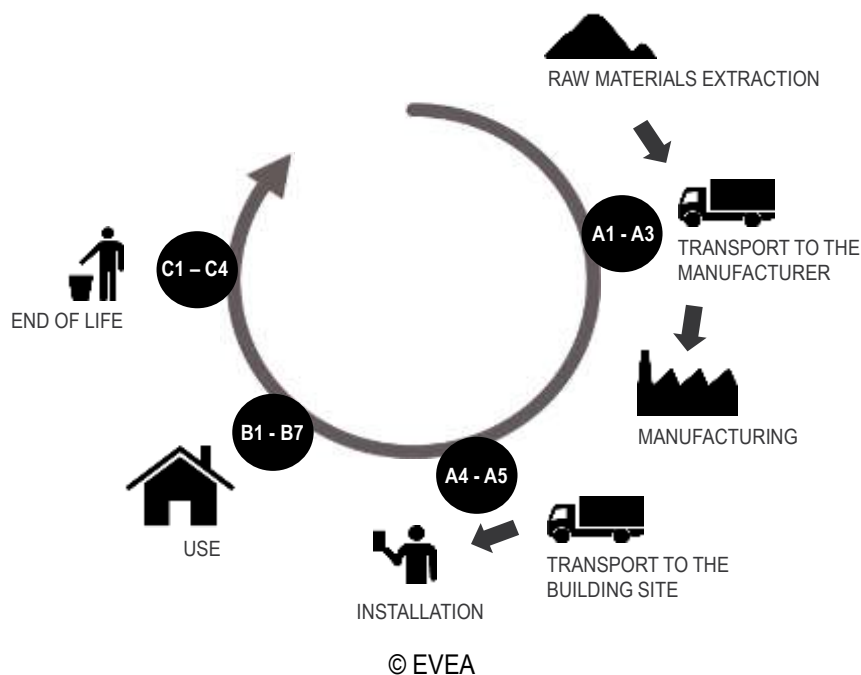 RAW MATERIALS EXTRACTION
A1 - A3
TRANSPORT TO THE
MANUFACTURER
C1 – C4
END OF LIFE
MANUFACTURING
B1 - B7
A4 - A5
USE
TRANSPORT TO THE
BUILDING SITE
INSTALLATION
© EVEA